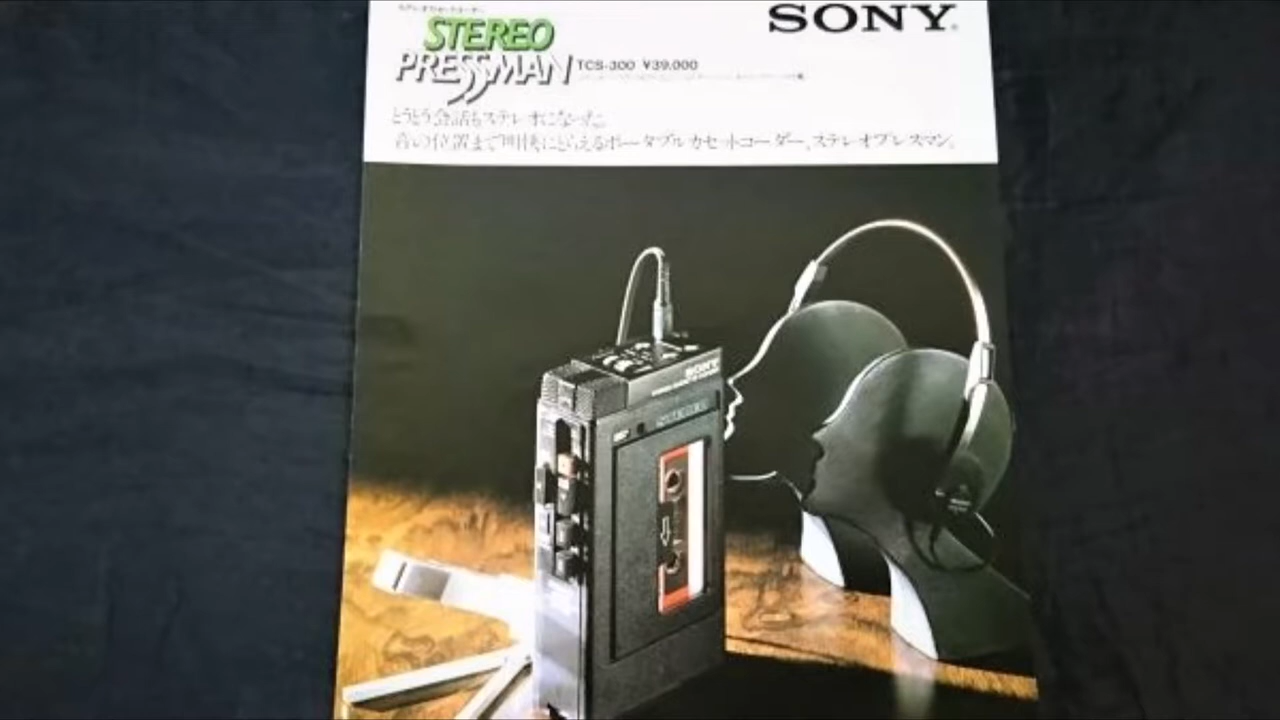 SONY
STEREO
PRESSMAN TCS-300 ¥39,000
とうとう会話もステレオになった。
音の位置まで明快にとらえるポータブルカセットコーダー、ステレオプレスマン。
SONY